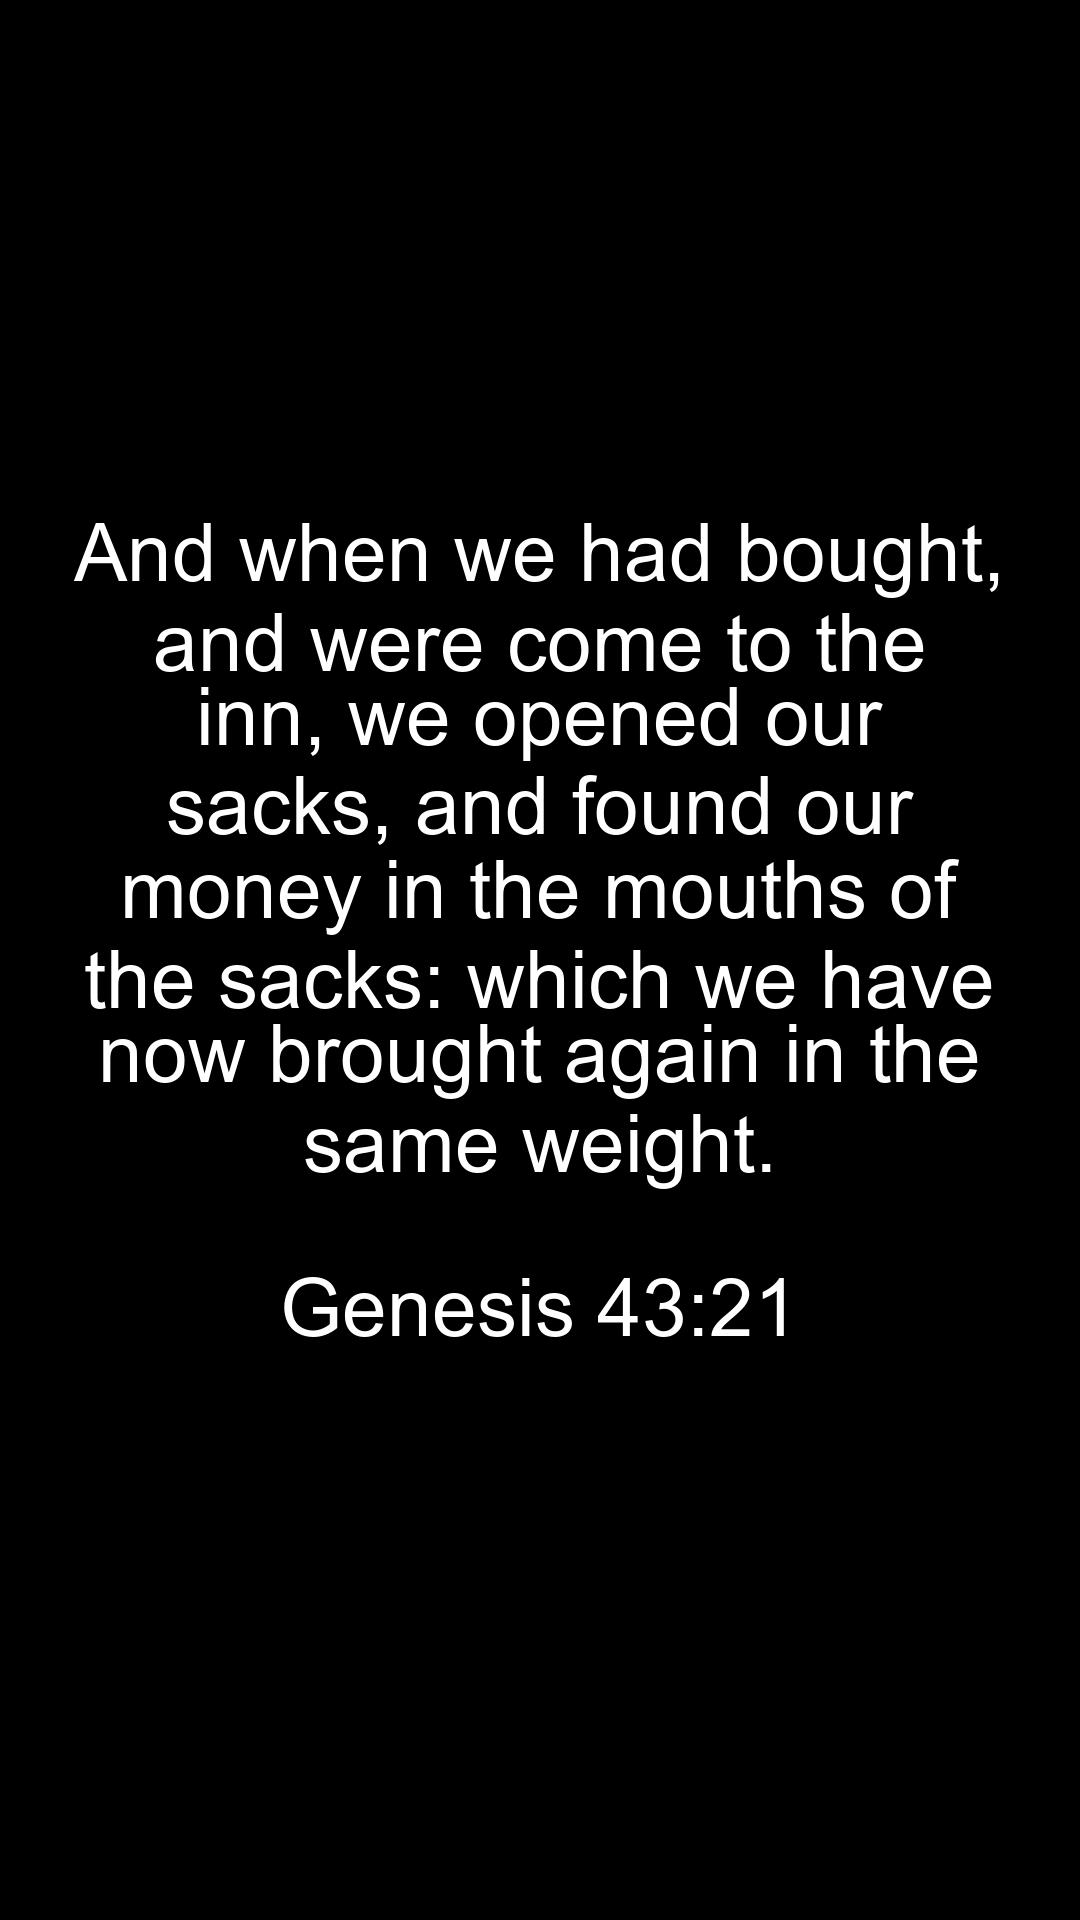 And when we had bought,
and were come to the
inn, we opened our
sacks, and found our
money in the mouths of
the sacks: which we have
now brought again in the
same weight.
Genesis 43:21